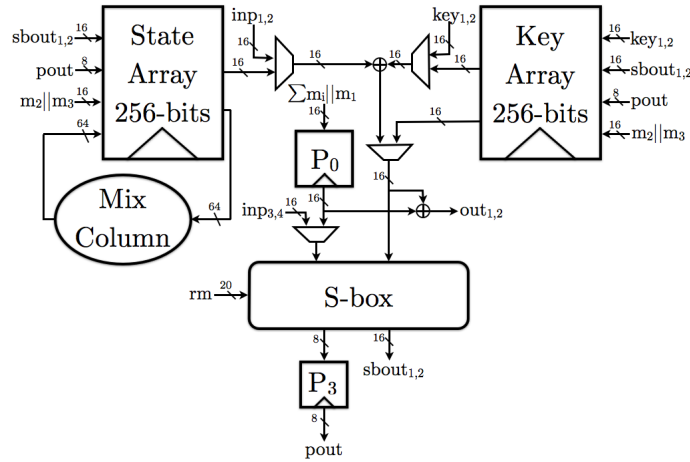 inp1,2
key1,2
16
16
16
16
16
16
16
sbout1,2
State
Array
256-bits
Key
Array
256-bits
key1,2
pout
8
16
sbout1,2
m2||m3
16
16
16
8
pout
64
∑mi||m1
16
16
16
m2||m3
P0
Mix
Column
64
16
16
inp3,4
16
out1,2
rm
20
S-box
8
16
P3
sbout1,2
8
pout